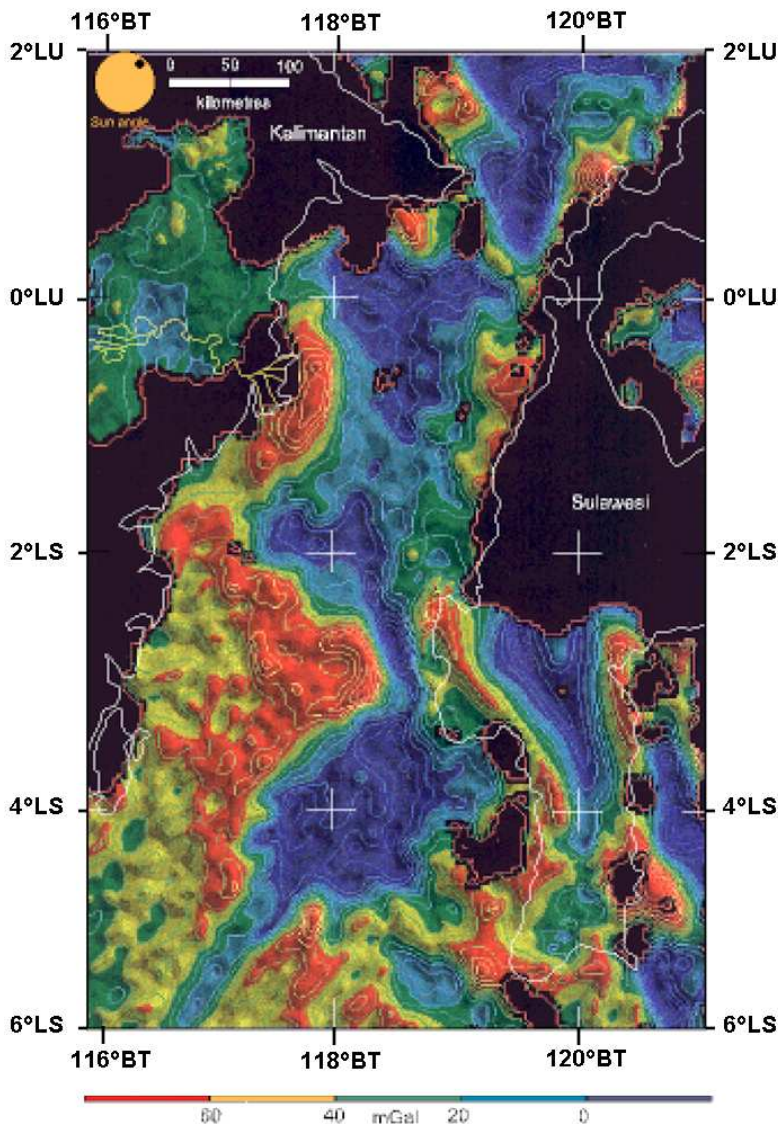 116°BT 118°BT 120°BT
2°LU 2°LU
0 50 100
kilometres
Sun angle
Kalimantan
0°LU 0°LU
Sulawesi
2°LS 2°LS
4°LS 4°LS
6°LS 6°LS
116°BT 118°BT 120°BT
60 40 mGal 20 0